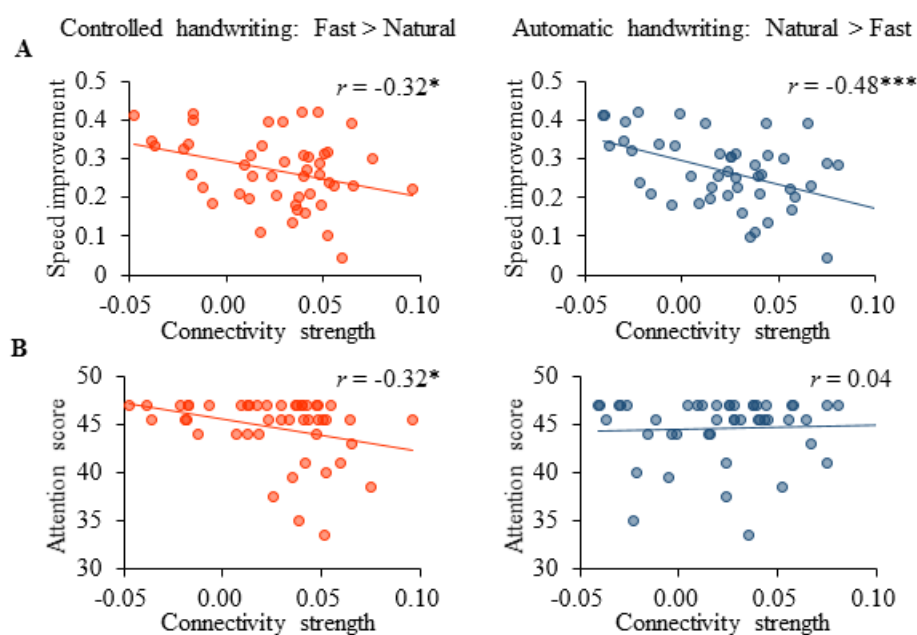 Controlled handwriting: Fast > Natural
Automatic handwriting: Natural > Fast
A
Speed improvement
0.5
0.4
0.3
0.2
0.1
0
r = -0.32*
-0.05 0.00 0.05 0.10
Connectivity strength
Speed improvement
0.5
0.4
0.3
0.2
0.1
0
r = -0.48***
-0.05 0.00 0.05 0.10
Connectivity strength
B
Attention score
50
45
40
35
30
r = -0.32*
-0.05 0.00 0.05 0.10
Connectivity strength
Attention score
50
45
40
35
30
r = 0.04
-0.05 0.00 0.05 0.10
Connectivity strength